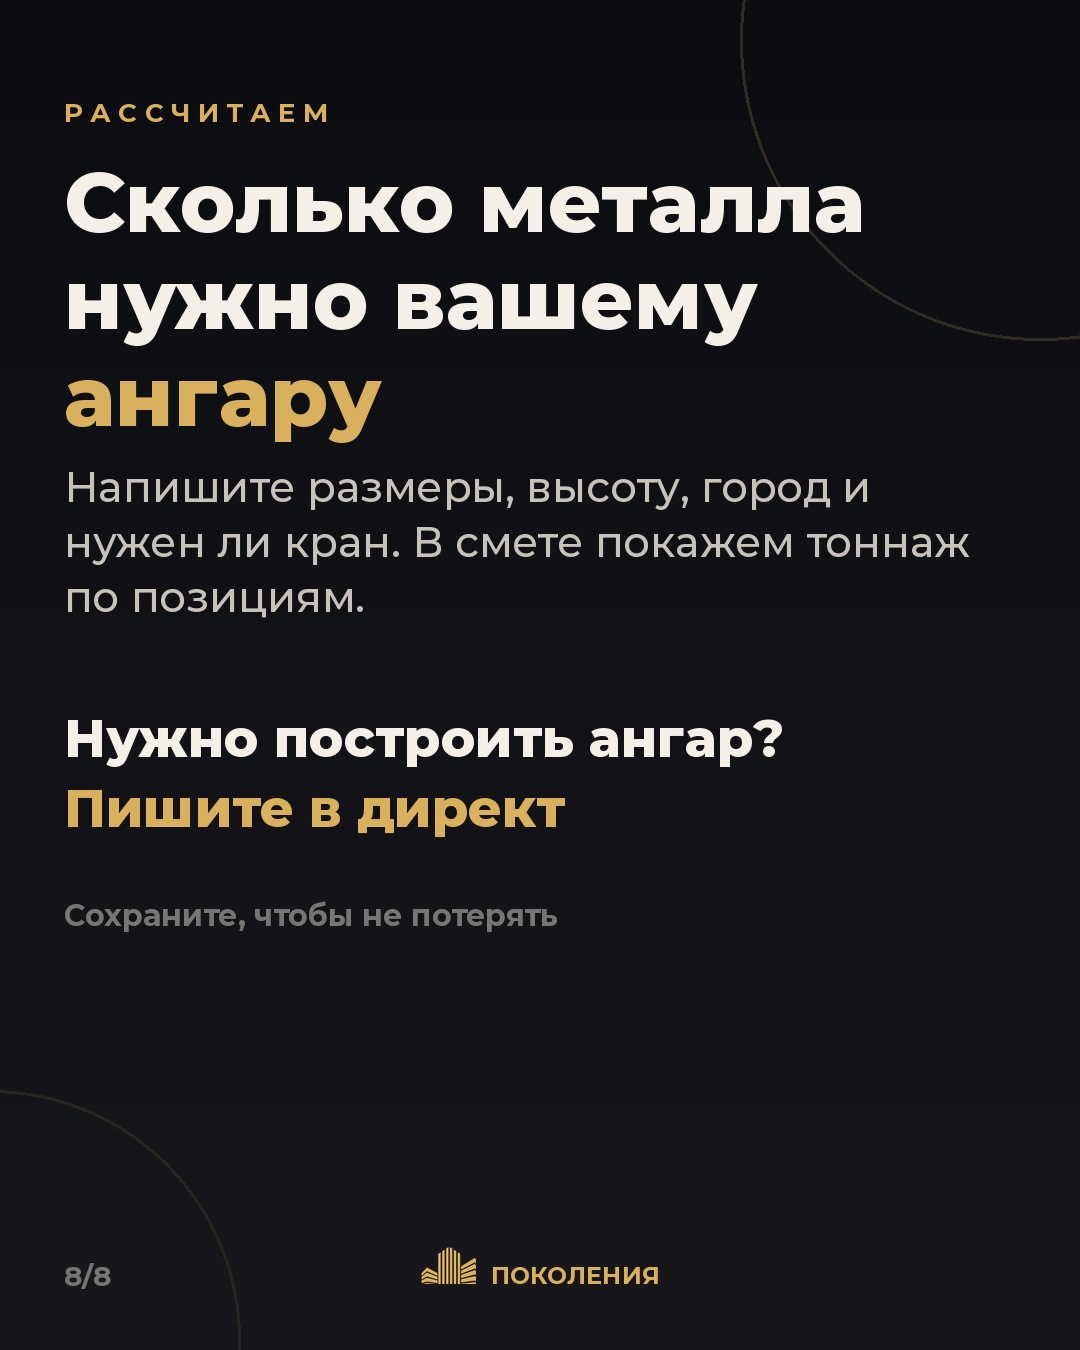 РАССЧИТАЕМ
Сколько металла
нужно вашему
ангару
Напишите размеры, высоту, город и
нужен ли кран. В смете покажем тоннаж
по позициям.
Нужно построить ангар?
Пишите в директ
Сохраните, чтобы не потерять
8/8
ПОКОЛЕНИЯ